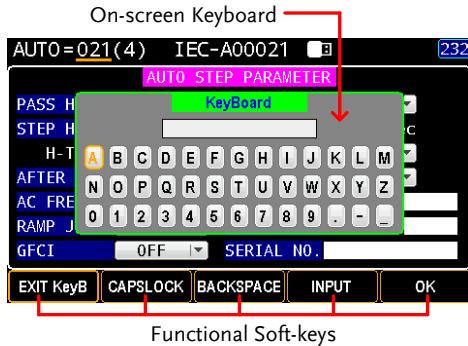 On-screen Keyboard
AUTO=021(4) IEC-A00021 232
AUTO STEP PARAMETER
PASS H
KeyBoard
STEP H
H-T
A B C D E F G H I J K L M
AFTER
N O P Q R S T U V W X Y Z
AC FRE
0 1 2 3 4 5 6 7 8 9 . - _
RAMP J
GFCI OFF SERIAL NO.
EXIT KeyB CAPSLOCK BACKSPACE INPUT OK
Functional Soft-keys